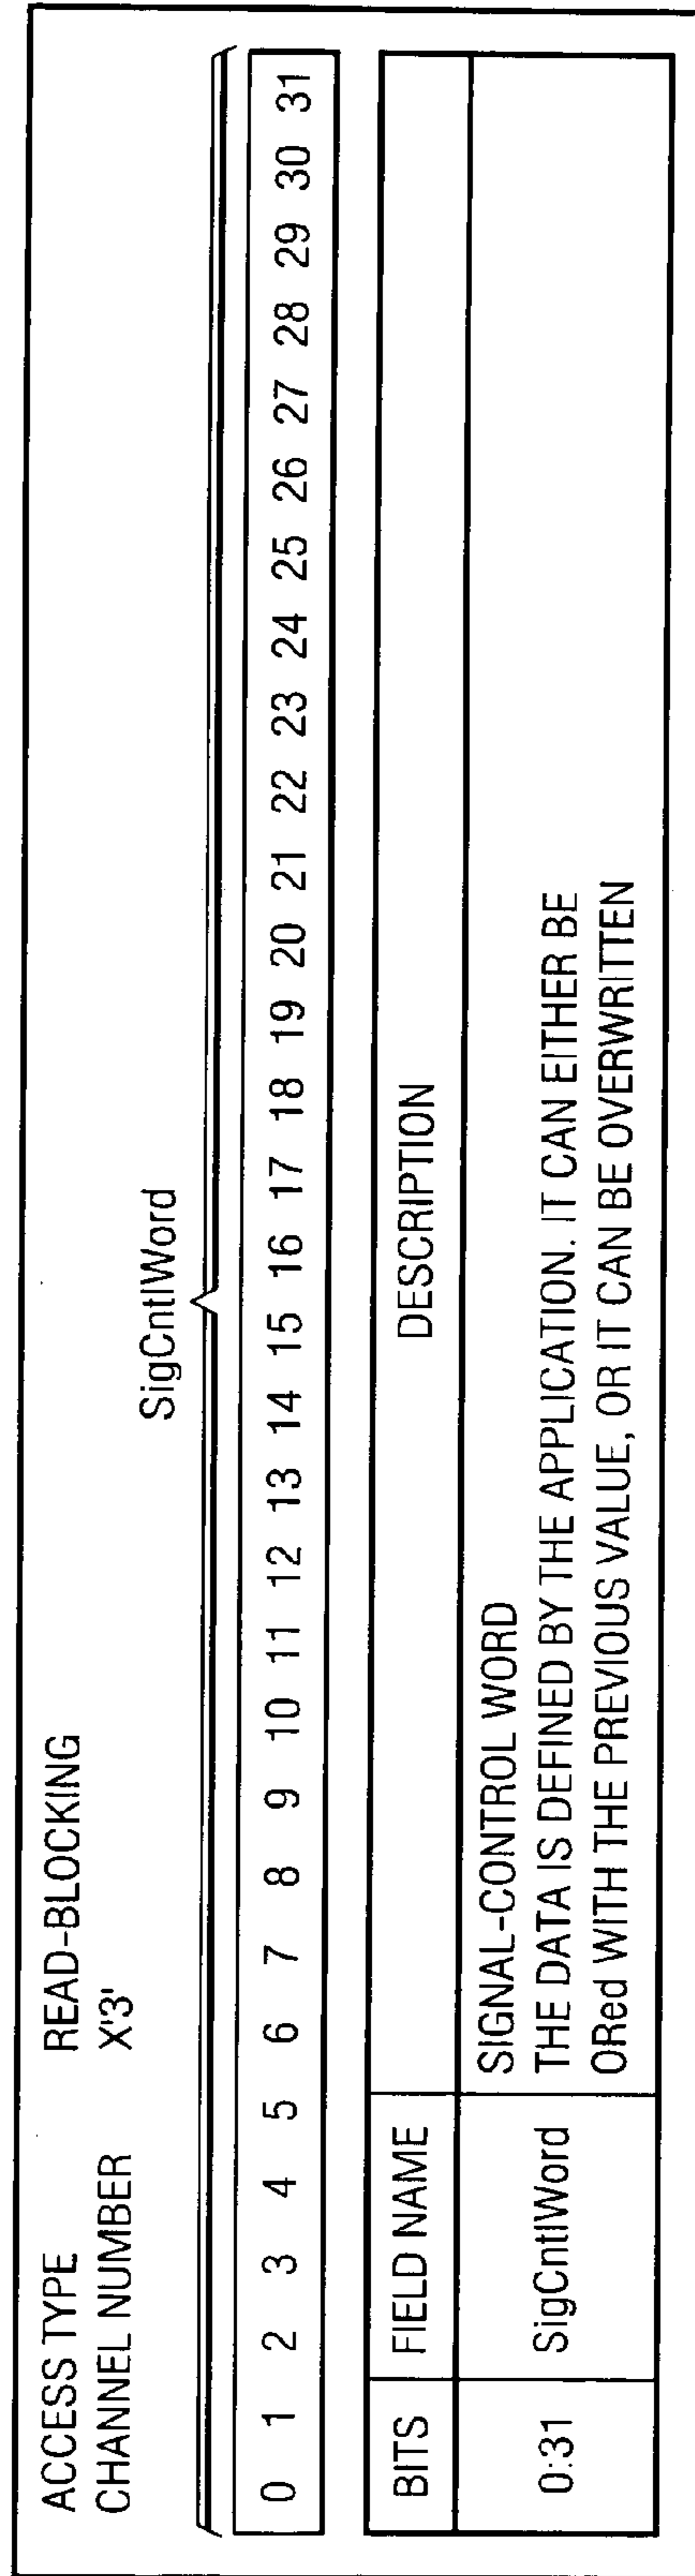 ACCESS TYPE READ-BLOCKING
CHANNEL NUMBER X'3'
SigCntlWord
0 1 2 3 4 5 6 7 8 9 10 11 12 13 14 15 16 17 18 19 20 21 22 23 24 25 26 27 28 29 30 31
BITS FIELD NAME DESCRIPTION
0:31 SigCntlWord SIGNAL-CONTROL WORD
THE DATA IS DEFINED BY THE APPLICATION. IT CAN EITHER BE
ORed WITH THE PREVIOUS VALUE, OR IT CAN BE OVERWRITTEN